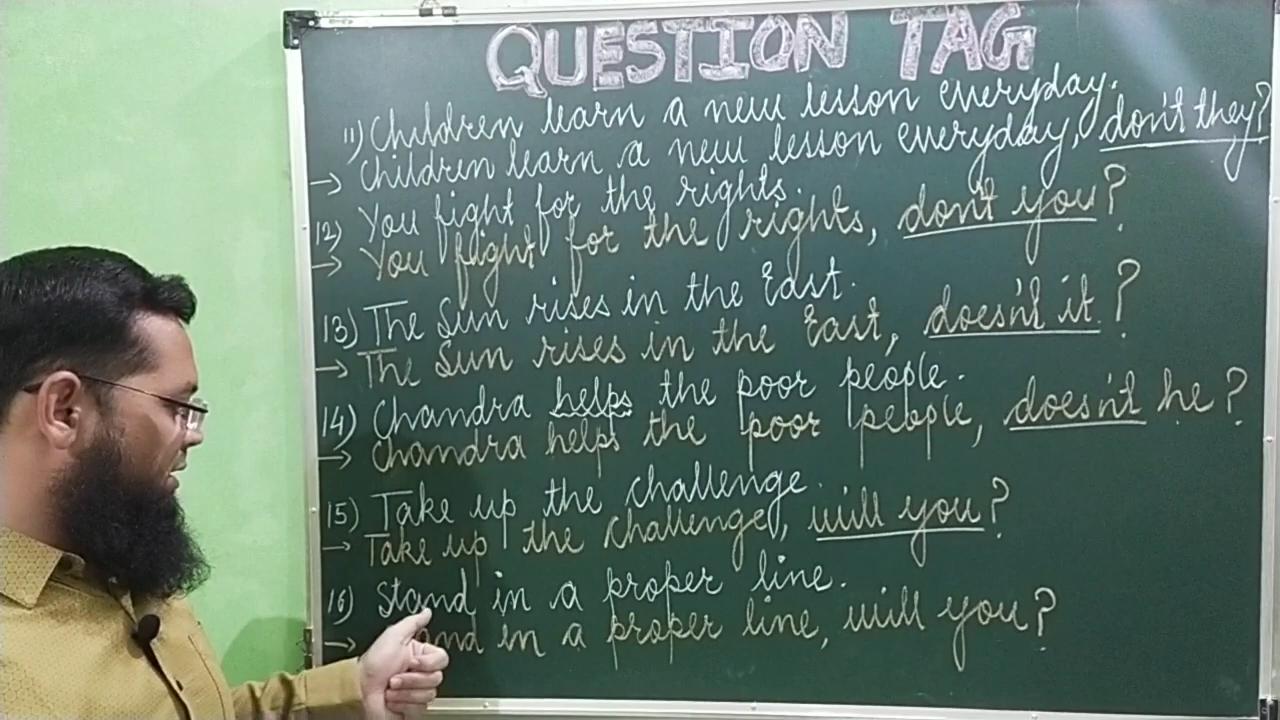 QUESTION TAG
11) Children learn a new lesson everyday.
→ Children learn a new lesson everyday, don't they?
12) You fight for the rights.
→ You fight for the rights, don't you?
13) The Sun rises in the East.
→ The Sun rises in the East, doesn't it?
14) Chandra helps the poor people.
→ Chandra helps the poor people, doesn't he?
15) Take up the challenge.
→ Take up the challenge, will you?
16) Stand in a proper line.
→ and in a proper line, will you?